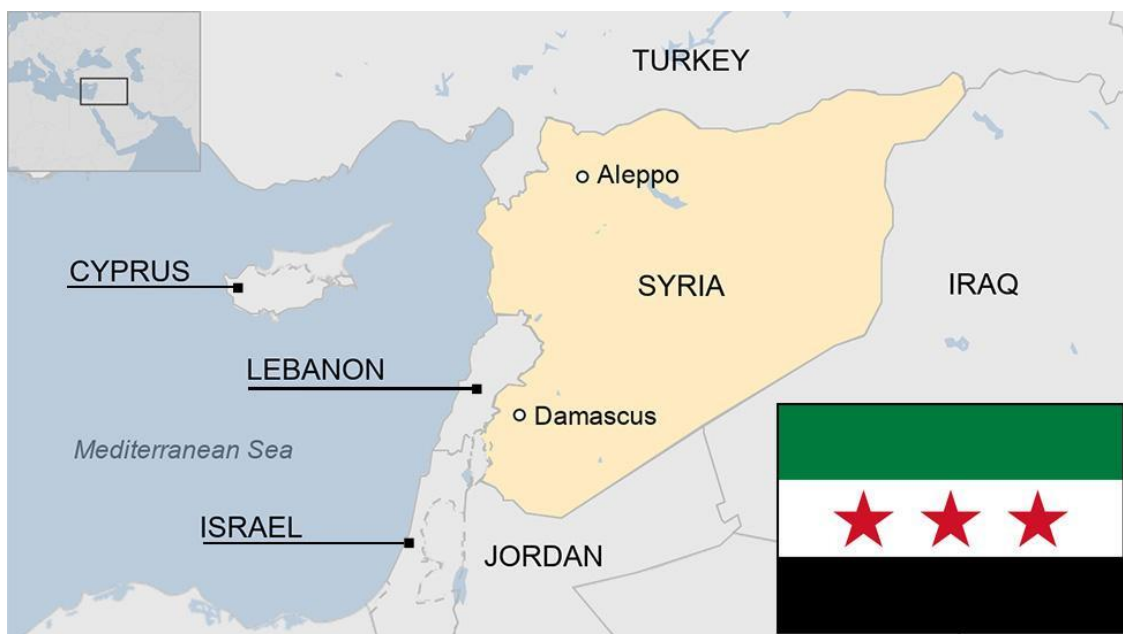 TURKEY
Aleppo
CYPRUS
SYRIA
IRAQ
LEBANON
Damascus
Mediterranean Sea
ISRAEL
JORDAN